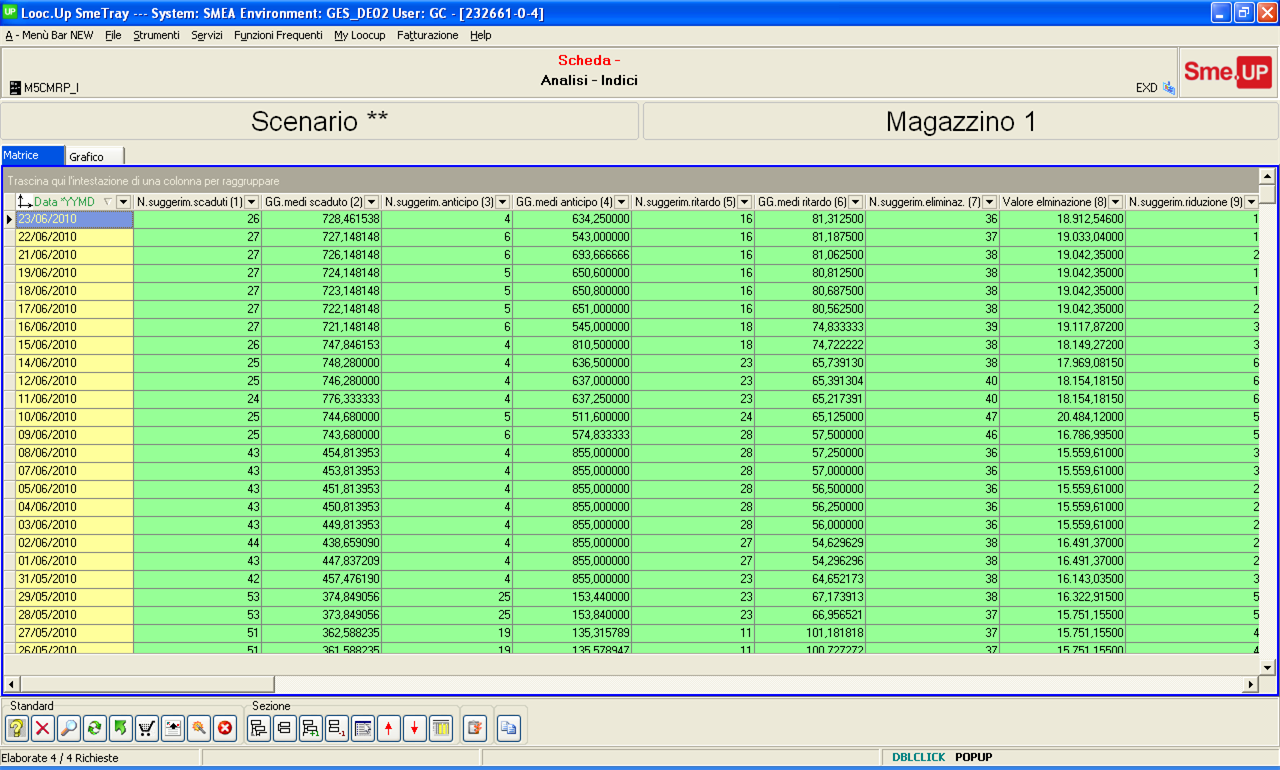 UP Looc.Up SmeTray --- System: SMEA Environment: GES_DE02 User: GC - [232661-0-4]
A - Menù Bar NEW File Strumenti Servizi Funzioni Frequenti My Loocup Fatturazione Help
Scheda -
Analisi - Indici
M5CMRP_I
EXD
Sme.UP
Scenario ** Magazzino 1
Matrice Grafico
Trascina qui l'intestazione di una colonna per raggruppare
Data *YYMD N.suggerim.scaduti (1) GG.medi scaduto (2) N.suggerim.anticipo (3) GG.medi anticipo (4) N.suggerim.ritardo (5) GG.medi ritardo (6) N.suggerim.eliminaz. (7) Valore elminazione (8) N.suggerim.riduzione (9)
23/06/2010 26 728,461538 4 634,250000 16 81,312500 36 18.912,54600 1
22/06/2010 27 727,148148 6 543,000000 16 81,187500 37 19.033,04000 1
21/06/2010 27 726,148148 6 693,666666 16 81,062500 38 19.042,35000 2
19/06/2010 27 724,148148 5 650,600000 16 80,812500 38 19.042,35000 1
18/06/2010 27 723,148148 5 650,800000 16 80,687500 38 19.042,35000 1
17/06/2010 27 722,148148 5 651,000000 16 80,562500 38 19.042,35000 2
16/06/2010 27 721,148148 6 545,000000 18 74,833333 39 19.117,87200 3
15/06/2010 26 747,846153 4 810,500000 18 74,722222 38 18.149,27200 3
14/06/2010 25 748,280000 4 636,500000 23 65,739130 38 17.969,08150 6
12/06/2010 25 746,280000 4 637,000000 23 65,391304 40 18.154,18150 6
11/06/2010 24 776,333333 4 637,250000 23 65,217391 40 18.154,18150 6
10/06/2010 25 744,680000 5 511,600000 24 65,125000 47 20.484,12000 5
09/06/2010 25 743,680000 6 574,833333 28 57,500000 46 16.786,99500 5
08/06/2010 43 454,813953 4 855,000000 28 57,250000 36 15.559,61000 3
07/06/2010 43 453,813953 4 855,000000 28 57,000000 36 15.559,61000 3
05/06/2010 43 451,813953 4 855,000000 28 56,500000 36 15.559,61000 2
04/06/2010 43 450,813953 4 855,000000 28 56,250000 36 15.559,61000 2
03/06/2010 43 449,813953 4 855,000000 28 56,000000 36 15.559,61000 2
02/06/2010 44 438,659090 4 855,000000 27 54,629629 38 16.491,37000 2
01/06/2010 43 447,837209 4 855,000000 27 54,296296 38 16.491,37000 2
31/05/2010 42 457,476190 4 855,000000 23 64,652173 38 16.143,03500 3
29/05/2010 53 374,849056 25 153,440000 23 67,173913 38 16.322,91500 5
28/05/2010 53 373,849056 25 153,840000 23 66,956521 37 15.751,15500 5
27/05/2010 51 362,588235 19 135,315789 11 101,181818 37 15.751,15500 4
26/05/2010 51 361,588235 19 135,578947 11 100,727272 37 15.751,15500 4
Standard Sezione
Elaborate 4 / 4 Richieste DBLCLICK POPUP